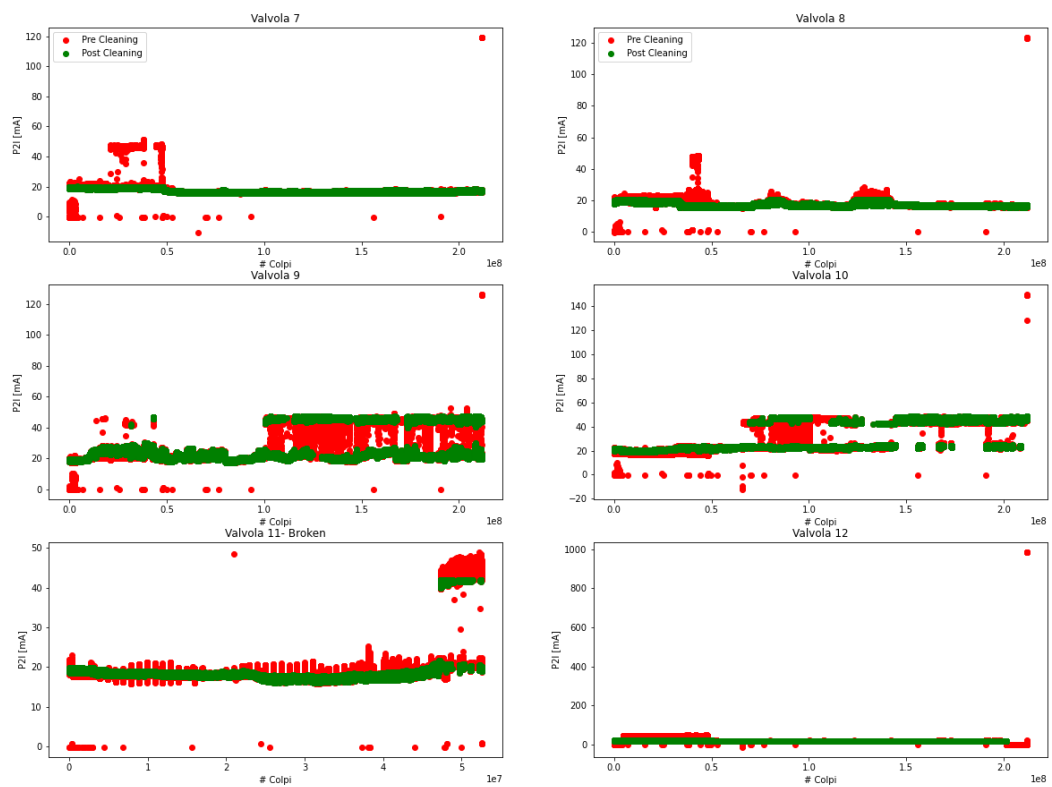 Valvola 7
P2I [mA]
120
100
80
60
40
20
0
Pre Cleaning
Post Cleaning
0.0 0.5 1.0 1.5 2.0
# Colpi
1e8
Valvola 8
P2I [mA]
120
100
80
60
40
20
0
Pre Cleaning
Post Cleaning
0.0 0.5 1.0 1.5 2.0
# Colpi
1e8
Valvola 9
P2I [mA]
120
100
80
60
40
20
0
0.0 0.5 1.0 1.5 2.0
# Colpi
1e8
Valvola 10
P2I [mA]
140
120
100
80
60
40
20
0
−20
0.0 0.5 1.0 1.5 2.0
# Colpi
1e8
Valvola 11- Broken
P2I [mA]
50
40
30
20
10
0
0 1 2 3 4 5
# Colpi
1e7
Valvola 12
P2I [mA]
1000
800
600
400
200
0
0.0 0.5 1.0 1.5 2.0
# Colpi
1e8